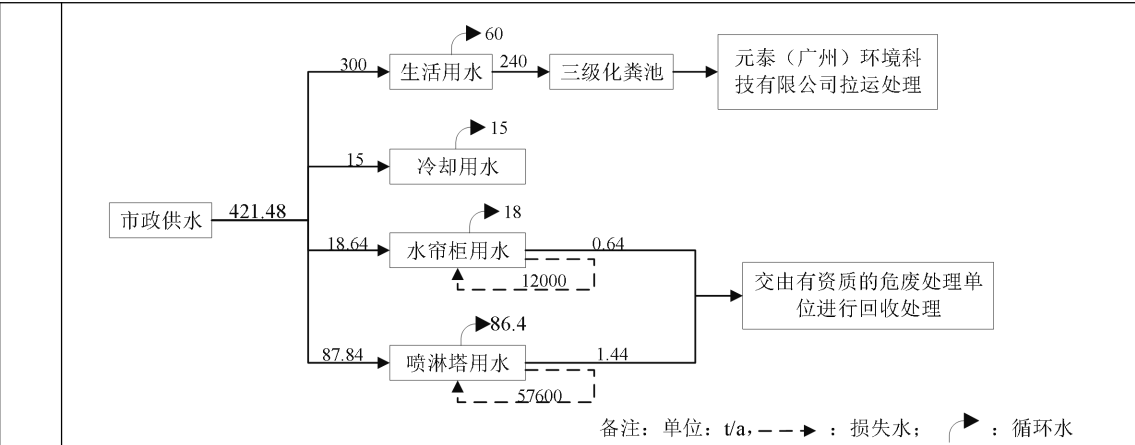 60
300
生活用水
240
三级化粪池
元泰（广州）环境科
技有限公司拉运处理
15
15
冷却用水
市政供水
421.48
18
18.64
水帘柜用水
0.64
12000
交由有资质的危废处理单
位进行回收处理
86.4
87.84
喷淋塔用水
1.44
57600
备注：单位：t/a，：损失水；：循环水